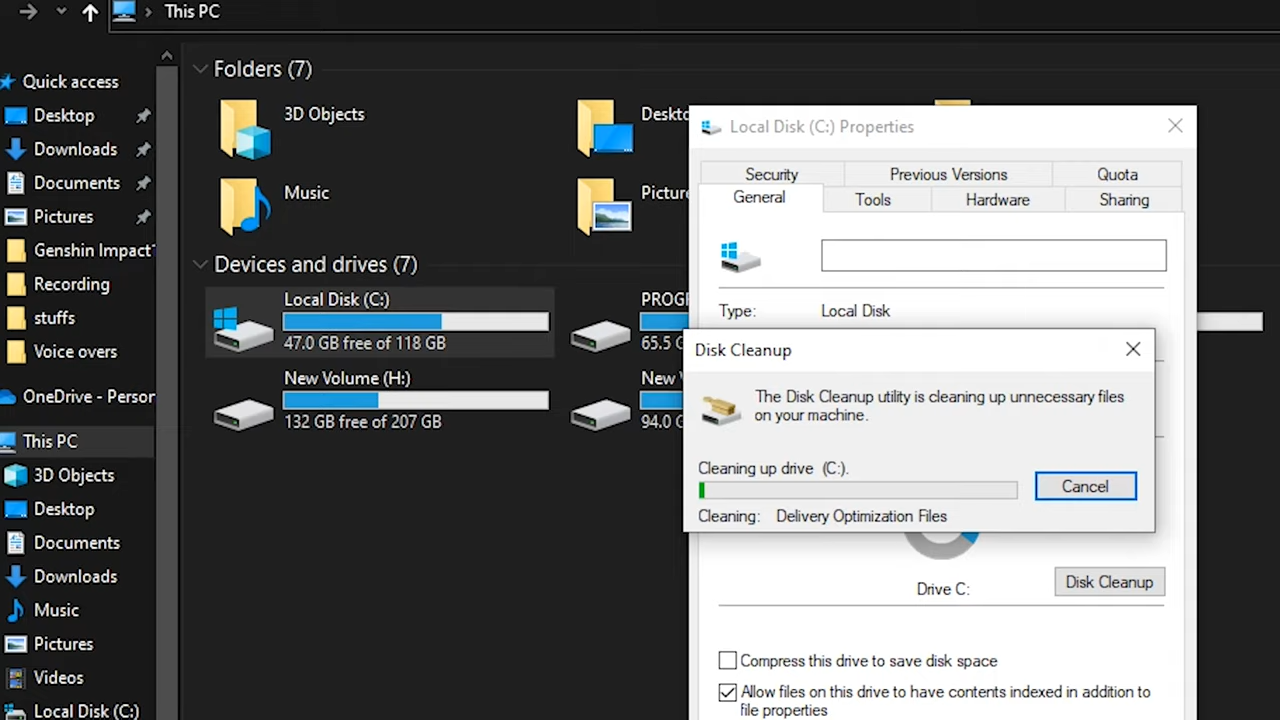 This PC
Quick access
Desktop
Downloads
Documents
Pictures
Genshin Impact
Recording
stuffs
Voice overs
OneDrive - Person
This PC
3D Objects
Desktop
Documents
Downloads
Music
Pictures
Videos
Local Disk (C:)
Folders (7)
3D Objects
Deskto
Music
Picture
Devices and drives (7)
Local Disk (C:)
47.0 GB free of 118 GB
PROG
65.5 G
New Volume (H:)
132 GB free of 207 GB
New
94.0 G
Local Disk (C:) Properties
Security
Previous Versions
Quota
General
Tools
Hardware
Sharing
Type:
Local Disk
Disk Cleanup
The Disk Cleanup utility is cleaning up unnecessary files
on your machine.
Cleaning up drive (C:).
Cancel
Cleaning: Delivery Optimization Files
Drive C:
Disk Cleanup
Compress this drive to save disk space
Allow files on this drive to have contents indexed in addition to
file properties